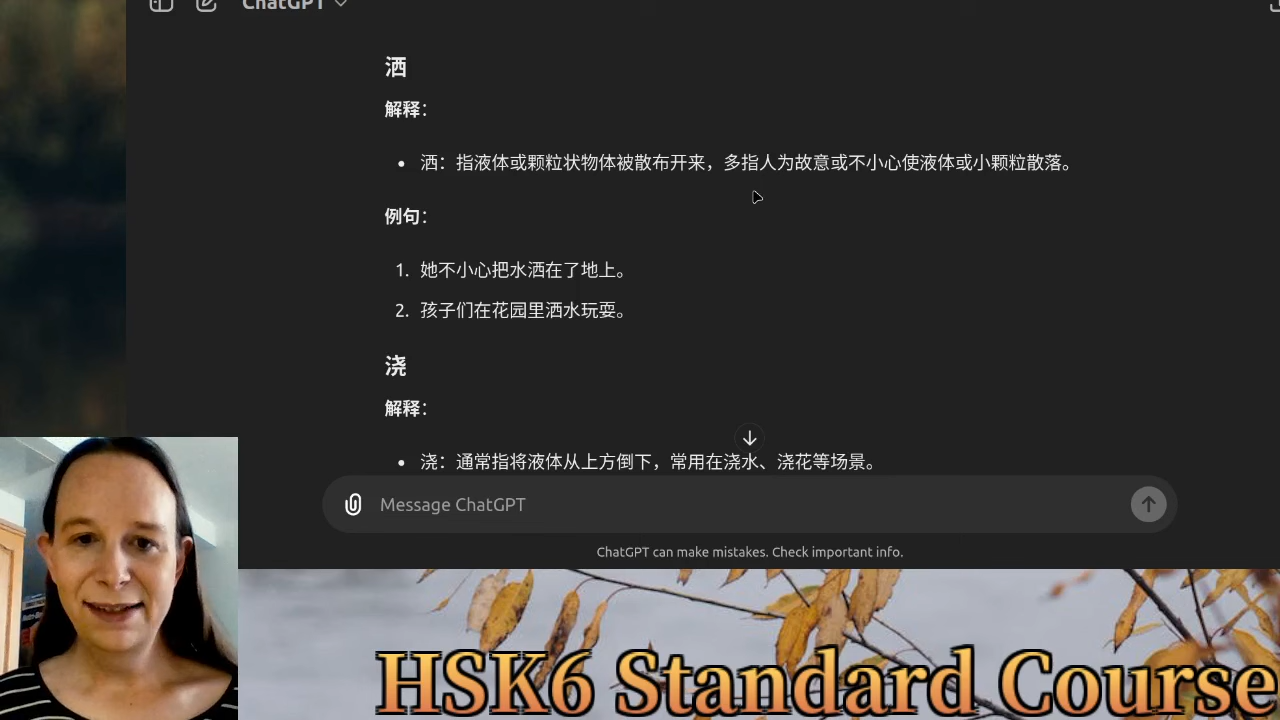 ChatGPT
洒
解释：
• 洒：指液体或颗粒状物体被散布开来，多指人为故意或不小心使液体或小颗粒散落。
例句：
1. 她不小心把水洒在了地上。
2. 孩子们在花园里洒水玩耍。
浇
解释：
• 浇：通常指将液体从上方倒下，常用在浇水、浇花等场景。
Message ChatGPT
ChatGPT can make mistakes. Check important info.
HSK6 Standard Course